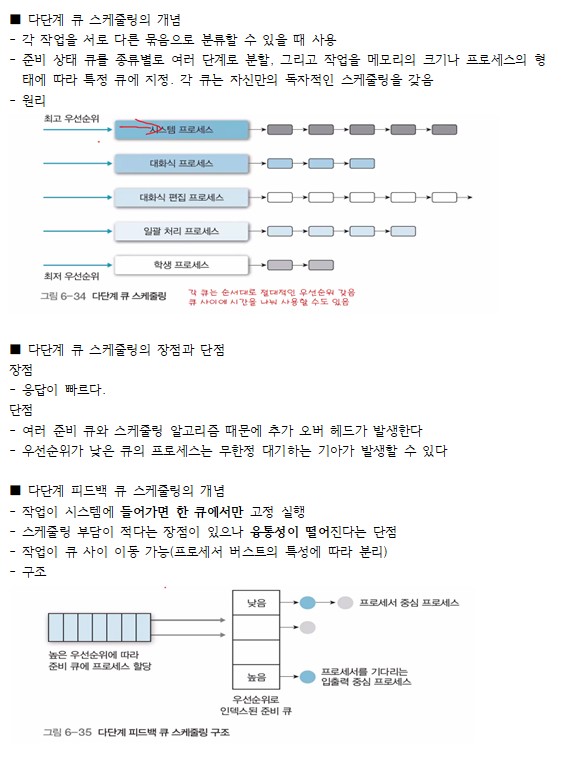 ■ 다단계 큐 스케줄링의 개념
- 각 작업을 서로 다른 묶음으로 분류할 수 있을 때 사용
- 준비 상태 큐를 종류별로 여러 단계로 분할, 그리고 작업을 메모리의 크기나 프로세스의 형
태에 따라 특정 큐에 지정. 각 큐는 자신만의 독자적인 스케줄링을 갖음
- 원리
최고 우선순위
시스템 프로세스
대화식 프로세스
대화식 편집 프로세스
일괄 처리 프로세스
학생 프로세스
최저 우선순위
그림 6-34 다단계 큐 스케줄링
각 큐는 순서대로 절대적인 우선순위 갖음
큐 사이에 시간을 나눠 사용할 수도 있음
■ 다단계 큐 스케줄링의 장점과 단점
장점
- 응답이 빠르다.
단점
- 여러 준비 큐와 스케줄링 알고리즘 때문에 추가 오버 헤드가 발생한다
- 우선순위가 낮은 큐의 프로세스는 무한정 대기하는 기아가 발생할 수 있다
■ 다단계 피드백 큐 스케줄링의 개념
- 작업이 시스템에 들어가면 한 큐에서만 고정 실행
- 스케줄링 부담이 적다는 장점이 있으나 융통성이 떨어진다는 단점
- 작업이 큐 사이 이동 가능(프로세서 버스트의 특성에 따라 분리)
- 구조
낮음
프로세서 중심 프로세스
높은 우선순위에 따라
준비 큐에 프로세스 할당
높음
프로세서를 기다리는
입출력 중심 프로세스
우선순위로
인덱스된 준비 큐
그림 6-35 다단계 피드백 큐 스케줄링 구조